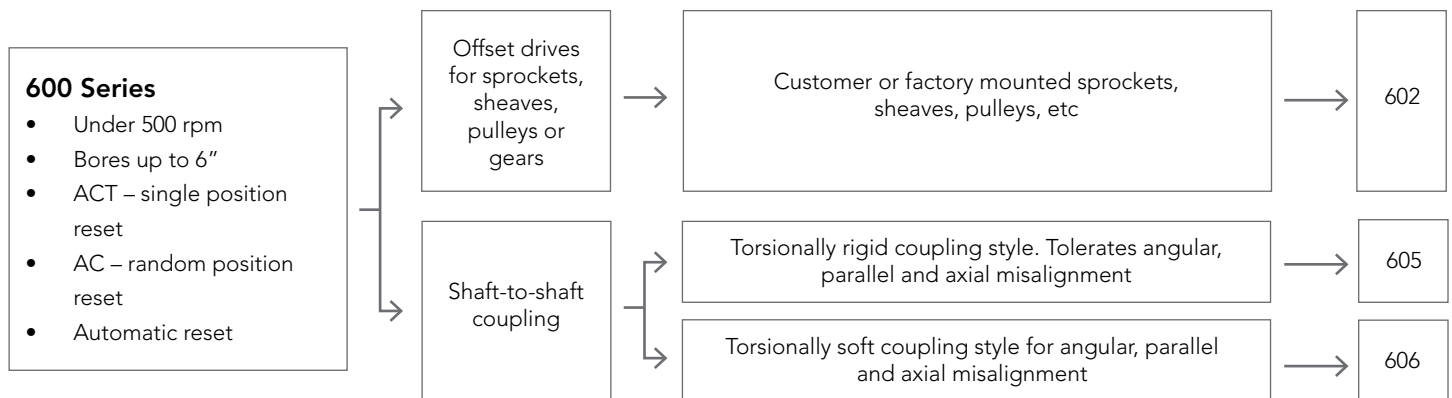 600 Series
• Under 500 rpm
• Bores up to 6”
• ACT – single position
reset
• AC – random position
reset
• Automatic reset
Offset drives
for sprockets,
sheaves,
pulleys or
gears
Customer or factory mounted sprockets,
sheaves, pulleys, etc
602
Shaft-to-shaft
coupling
Torsionally rigid coupling style. Tolerates angular,
parallel and axial misalignment
605
Torsionally soft coupling style for angular, parallel
and axial misalignment
606